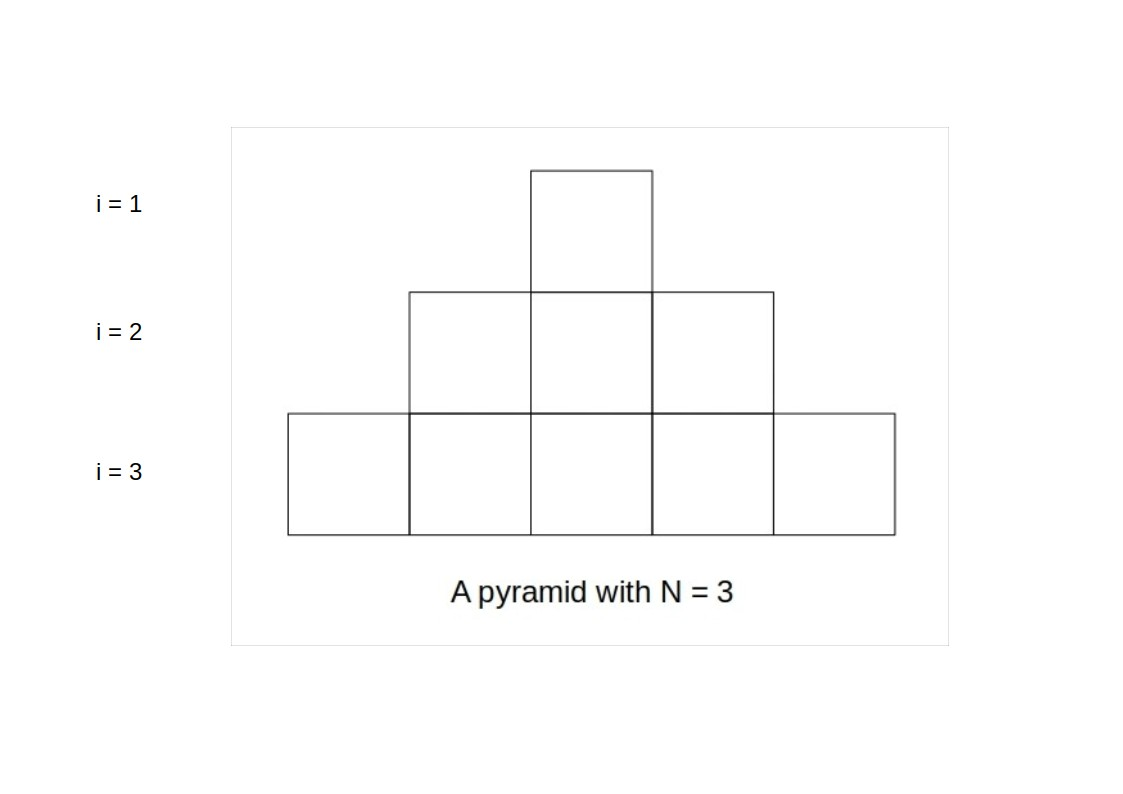 i = 1
i = 2
i = 3
A pyramid with N = 3